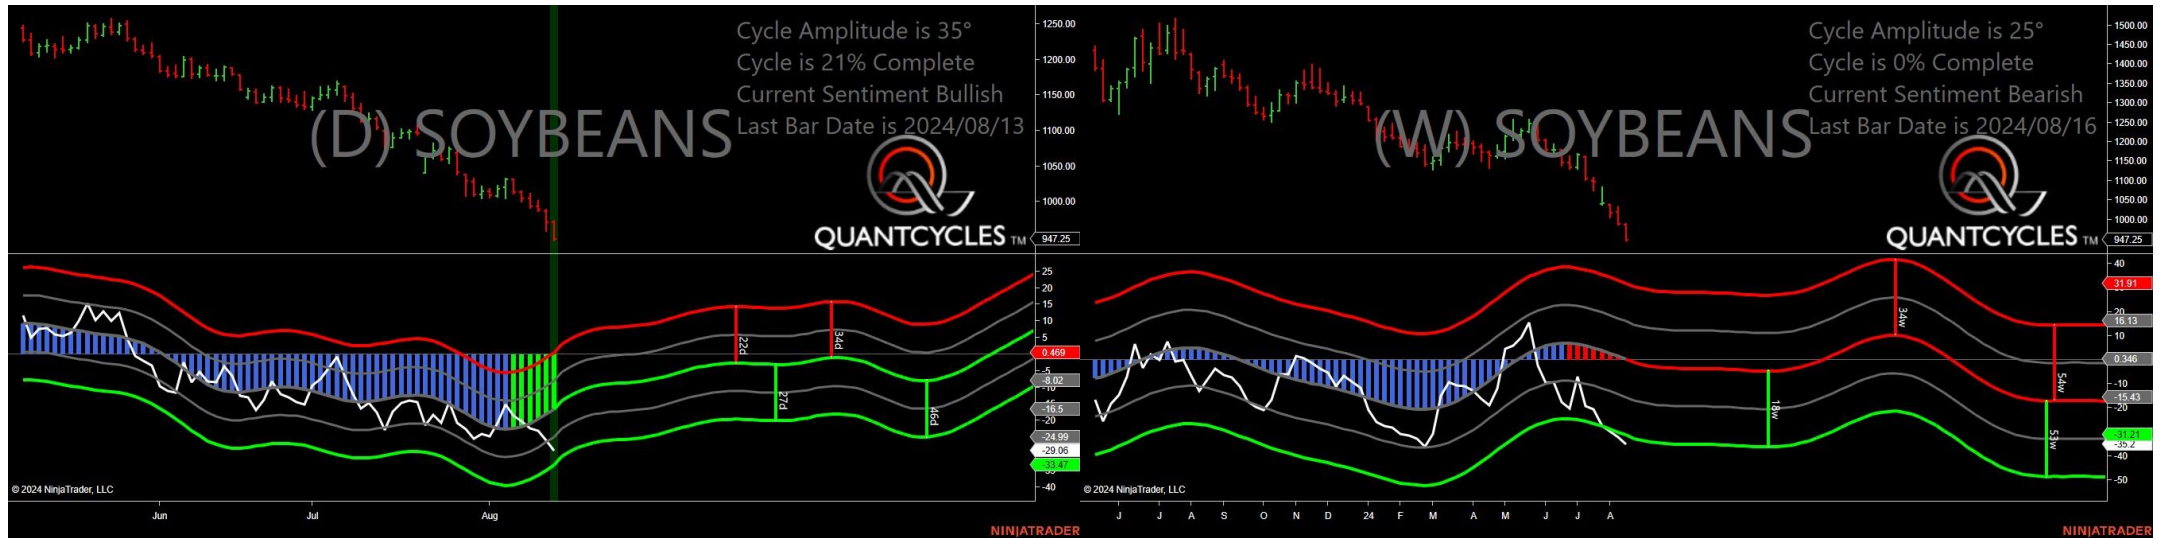 Cycle Amplitude is 35°
Cycle is 21% Complete
Current Sentiment Bullish
Last Bar Date is 2024/08/13
(D) SOYBEANS
QUANTCYCLES TM
1250.00
1200.00
1150.00
1100.00
1050.00
1000.00
947.25
25
20
15
10
5
0.469
-5
-8.02
-10
-16.5
-20
-24.99
-29.06
-33.47
-40
22d
34d
27d
46d
© 2024 NinjaTrader, LLC
Jun
Jul
Aug
NINJATRADER
Cycle Amplitude is 25°
Cycle is 0% Complete
Current Sentiment Bearish
Last Bar Date is 2024/08/16
(W) SOYBEANS
QUANTCYCLES TM
1500.00
1450.00
1400.00
1350.00
1300.00
1250.00
1200.00
1150.00
1100.00
1050.00
1000.00
947.25
40
31.91
20
16.13
0.346
-10
-15.43
-20
-31.21
-35.2
-40
-50
34w
18w
54w
53w
© 2024 NinjaTrader, LLC
J
J
A
S
O
N
D
24
F
M
A
M
J
J
A
NINJATRADER